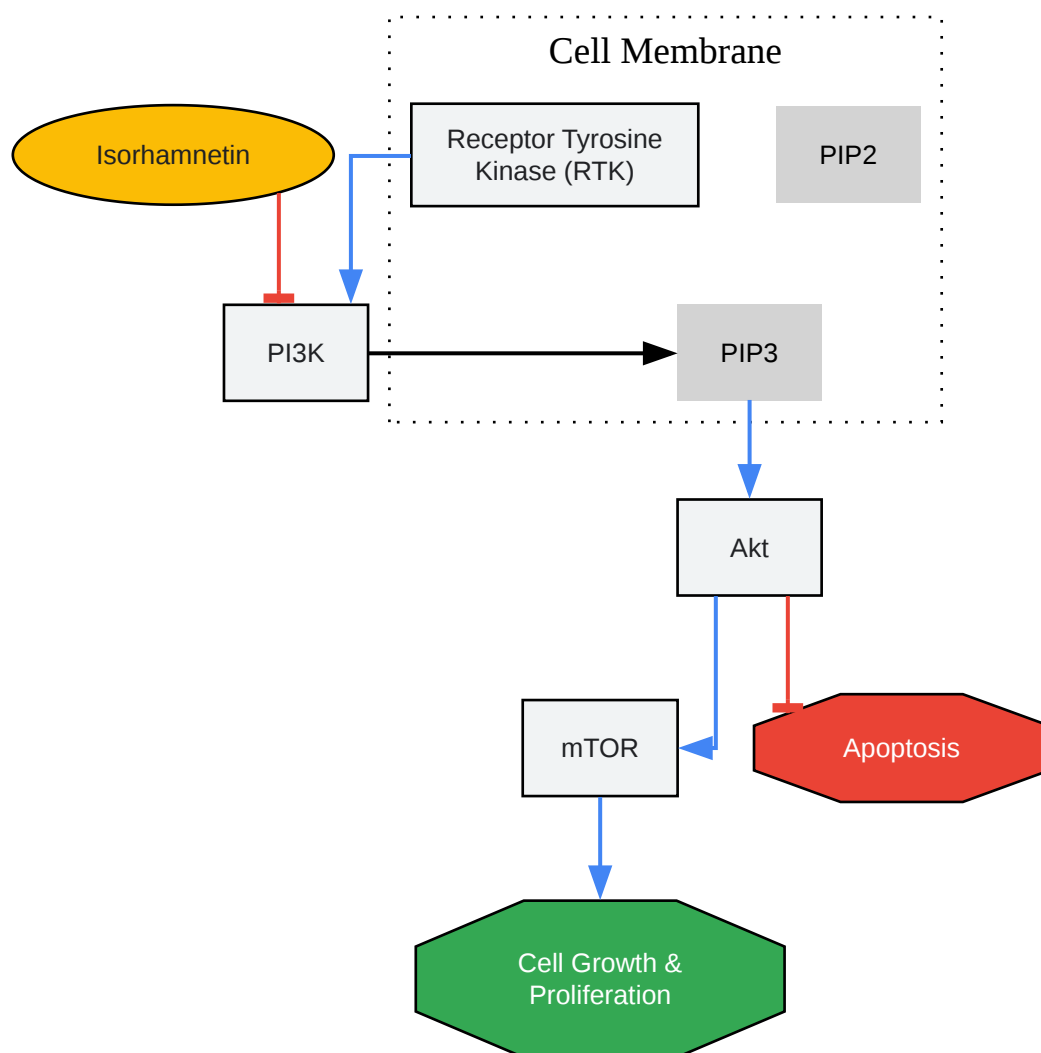 Cell Membrane
Isorhamnetin
Receptor Tyrosine
Kinase (RTK)
PIP2
PI3K
PIP3
Akt
mTOR
Apoptosis
Cell Growth &
Proliferation